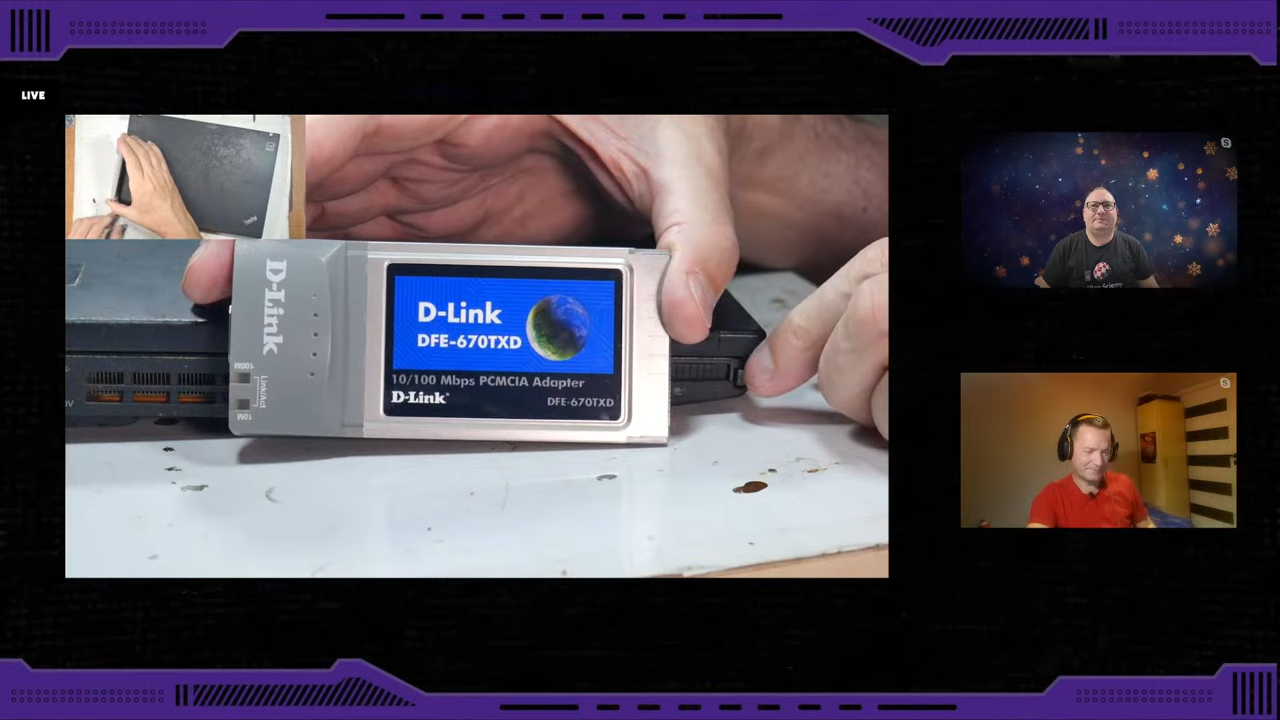 LIVE
D-Link
100M
Link/Act
10M
D-Link
DFE-670TXD
10/100 Mbps PCMCIA Adapter
D-Link
DFE-670TXD